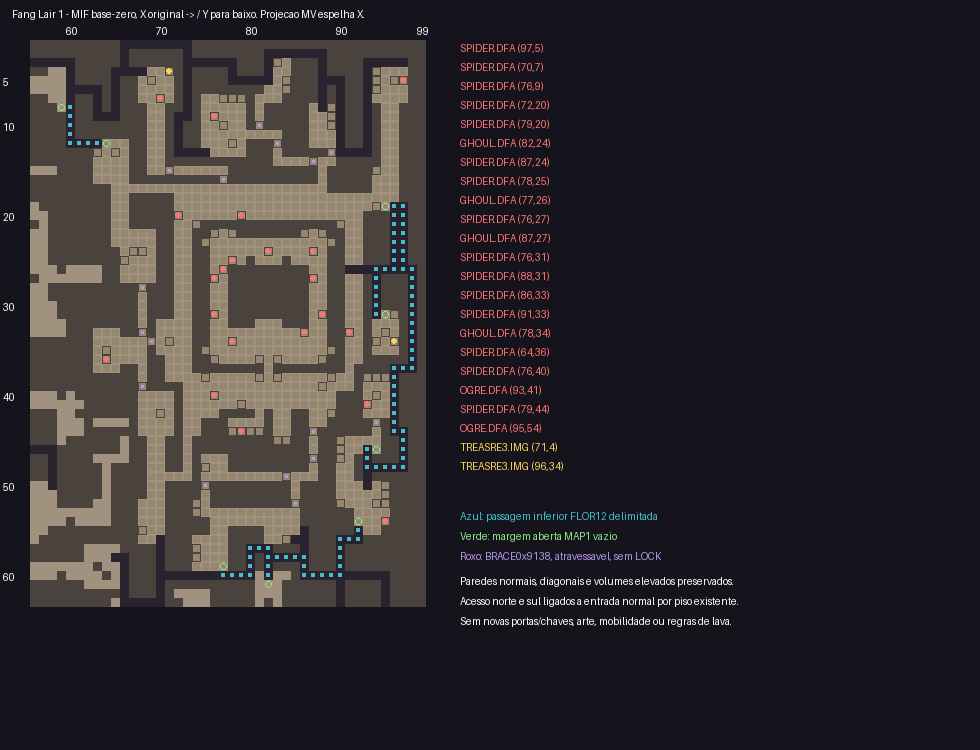 Fang Lair 1 - MIF base-zero, X original -> / Y para baixo. Projecao MV espelha X.
60 70 80 90 99
5
10
20
30
40
50
60
SPIDER.DFA (97,5)
SPIDER.DFA (70,7)
SPIDER.DFA (76,9)
SPIDER.DFA (72,20)
SPIDER.DFA (79,20)
GHOUL.DFA (82,24)
SPIDER.DFA (87,24)
SPIDER.DFA (78,25)
GHOUL.DFA (77,26)
SPIDER.DFA (76,27)
GHOUL.DFA (87,27)
SPIDER.DFA (76,31)
SPIDER.DFA (88,31)
SPIDER.DFA (86,33)
SPIDER.DFA (91,33)
GHOUL.DFA (78,34)
SPIDER.DFA (64,36)
SPIDER.DFA (76,40)
OGRE.DFA (93,41)
SPIDER.DFA (79,44)
OGRE.DFA (95,54)
TREASRE3.IMG (71,4)
TREASRE3.IMG (96,34)
Azul: passagem inferior FLOR12 delimitada
Verde: margem aberta MAP1 vazio
Roxo: BRACE0x9138, atravessavel, sem LOCK
Paredes normais, diagonais e volumes elevados preservados.
Acesso norte e sul ligados a entrada normal por piso existente.
Sem novas portas/chaves, arte, mobilidade ou regras de lava.